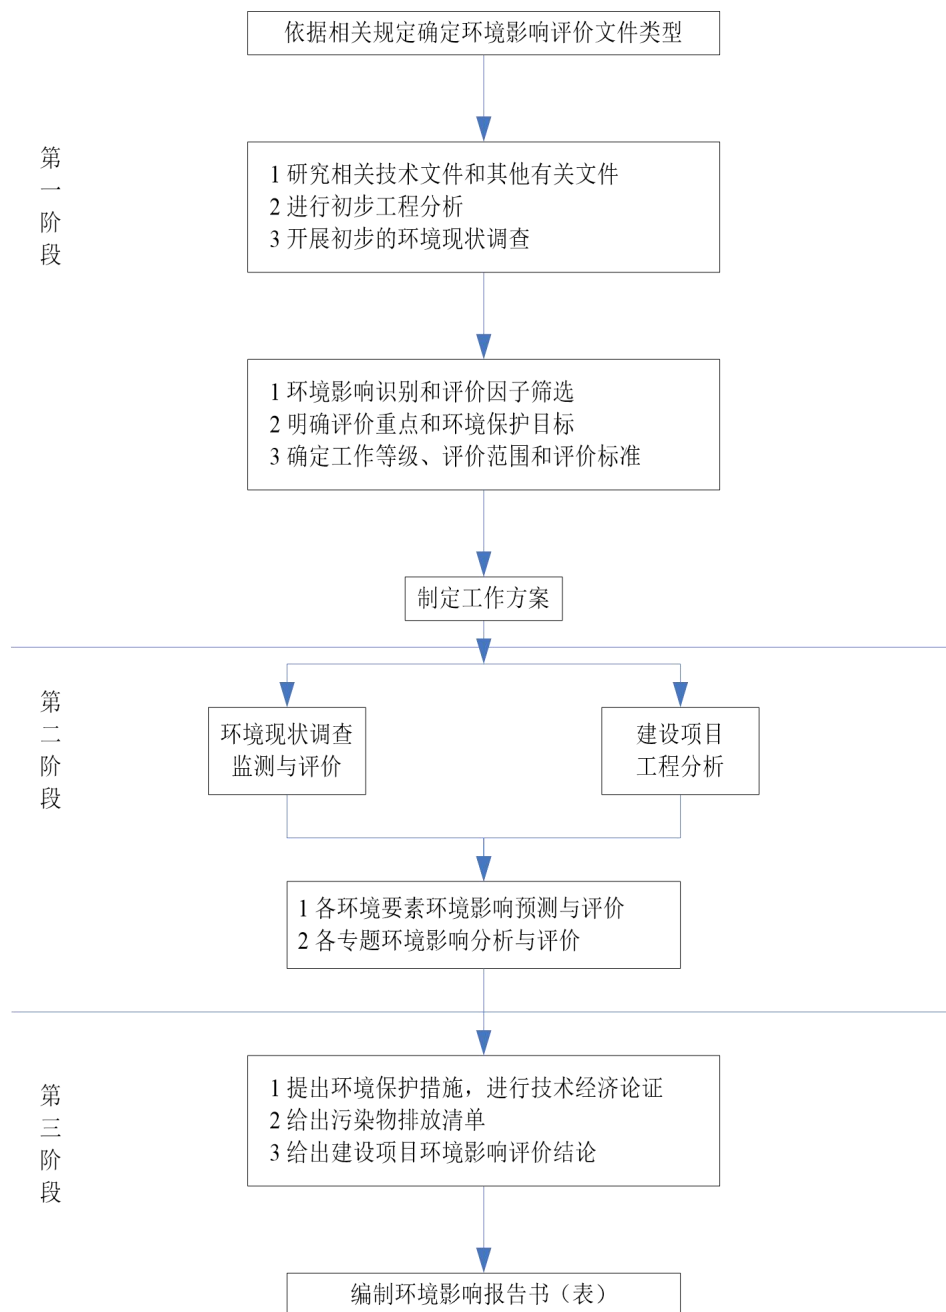 依据相关规定确定环境影响评价文件类型
第一阶段
1 研究相关技术文件和其他有关文件
2 进行初步工程分析
3 开展初步的环境现状调查
1 环境影响识别和评价因子筛选
2 明确评价重点和环境保护目标
3 确定工作等级、评价范围和评价标准
制定工作方案
第二阶段
环境现状调查
监测与评价
建设项目
工程分析
1 各环境要素环境影响预测与评价
2 各专题环境影响分析与评价
第三阶段
1 提出环境保护措施，进行技术经济论证
2 给出污染物排放清单
3 给出建设项目环境影响评价结论
编制环境影响报告书（表）